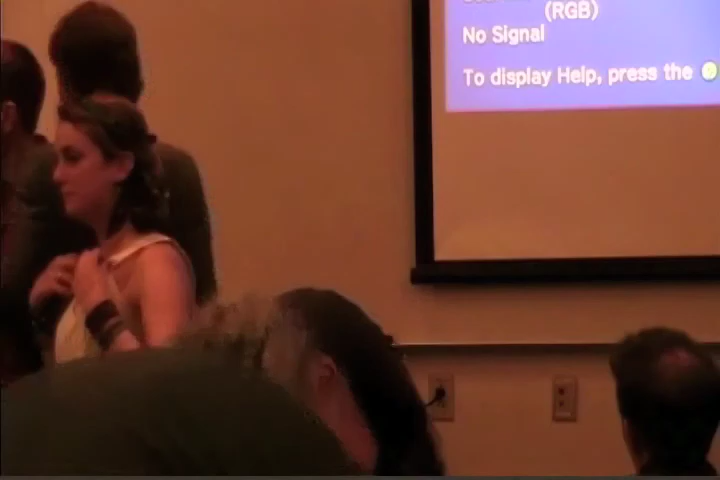 (RGB)
No Signal
To display Help, press the